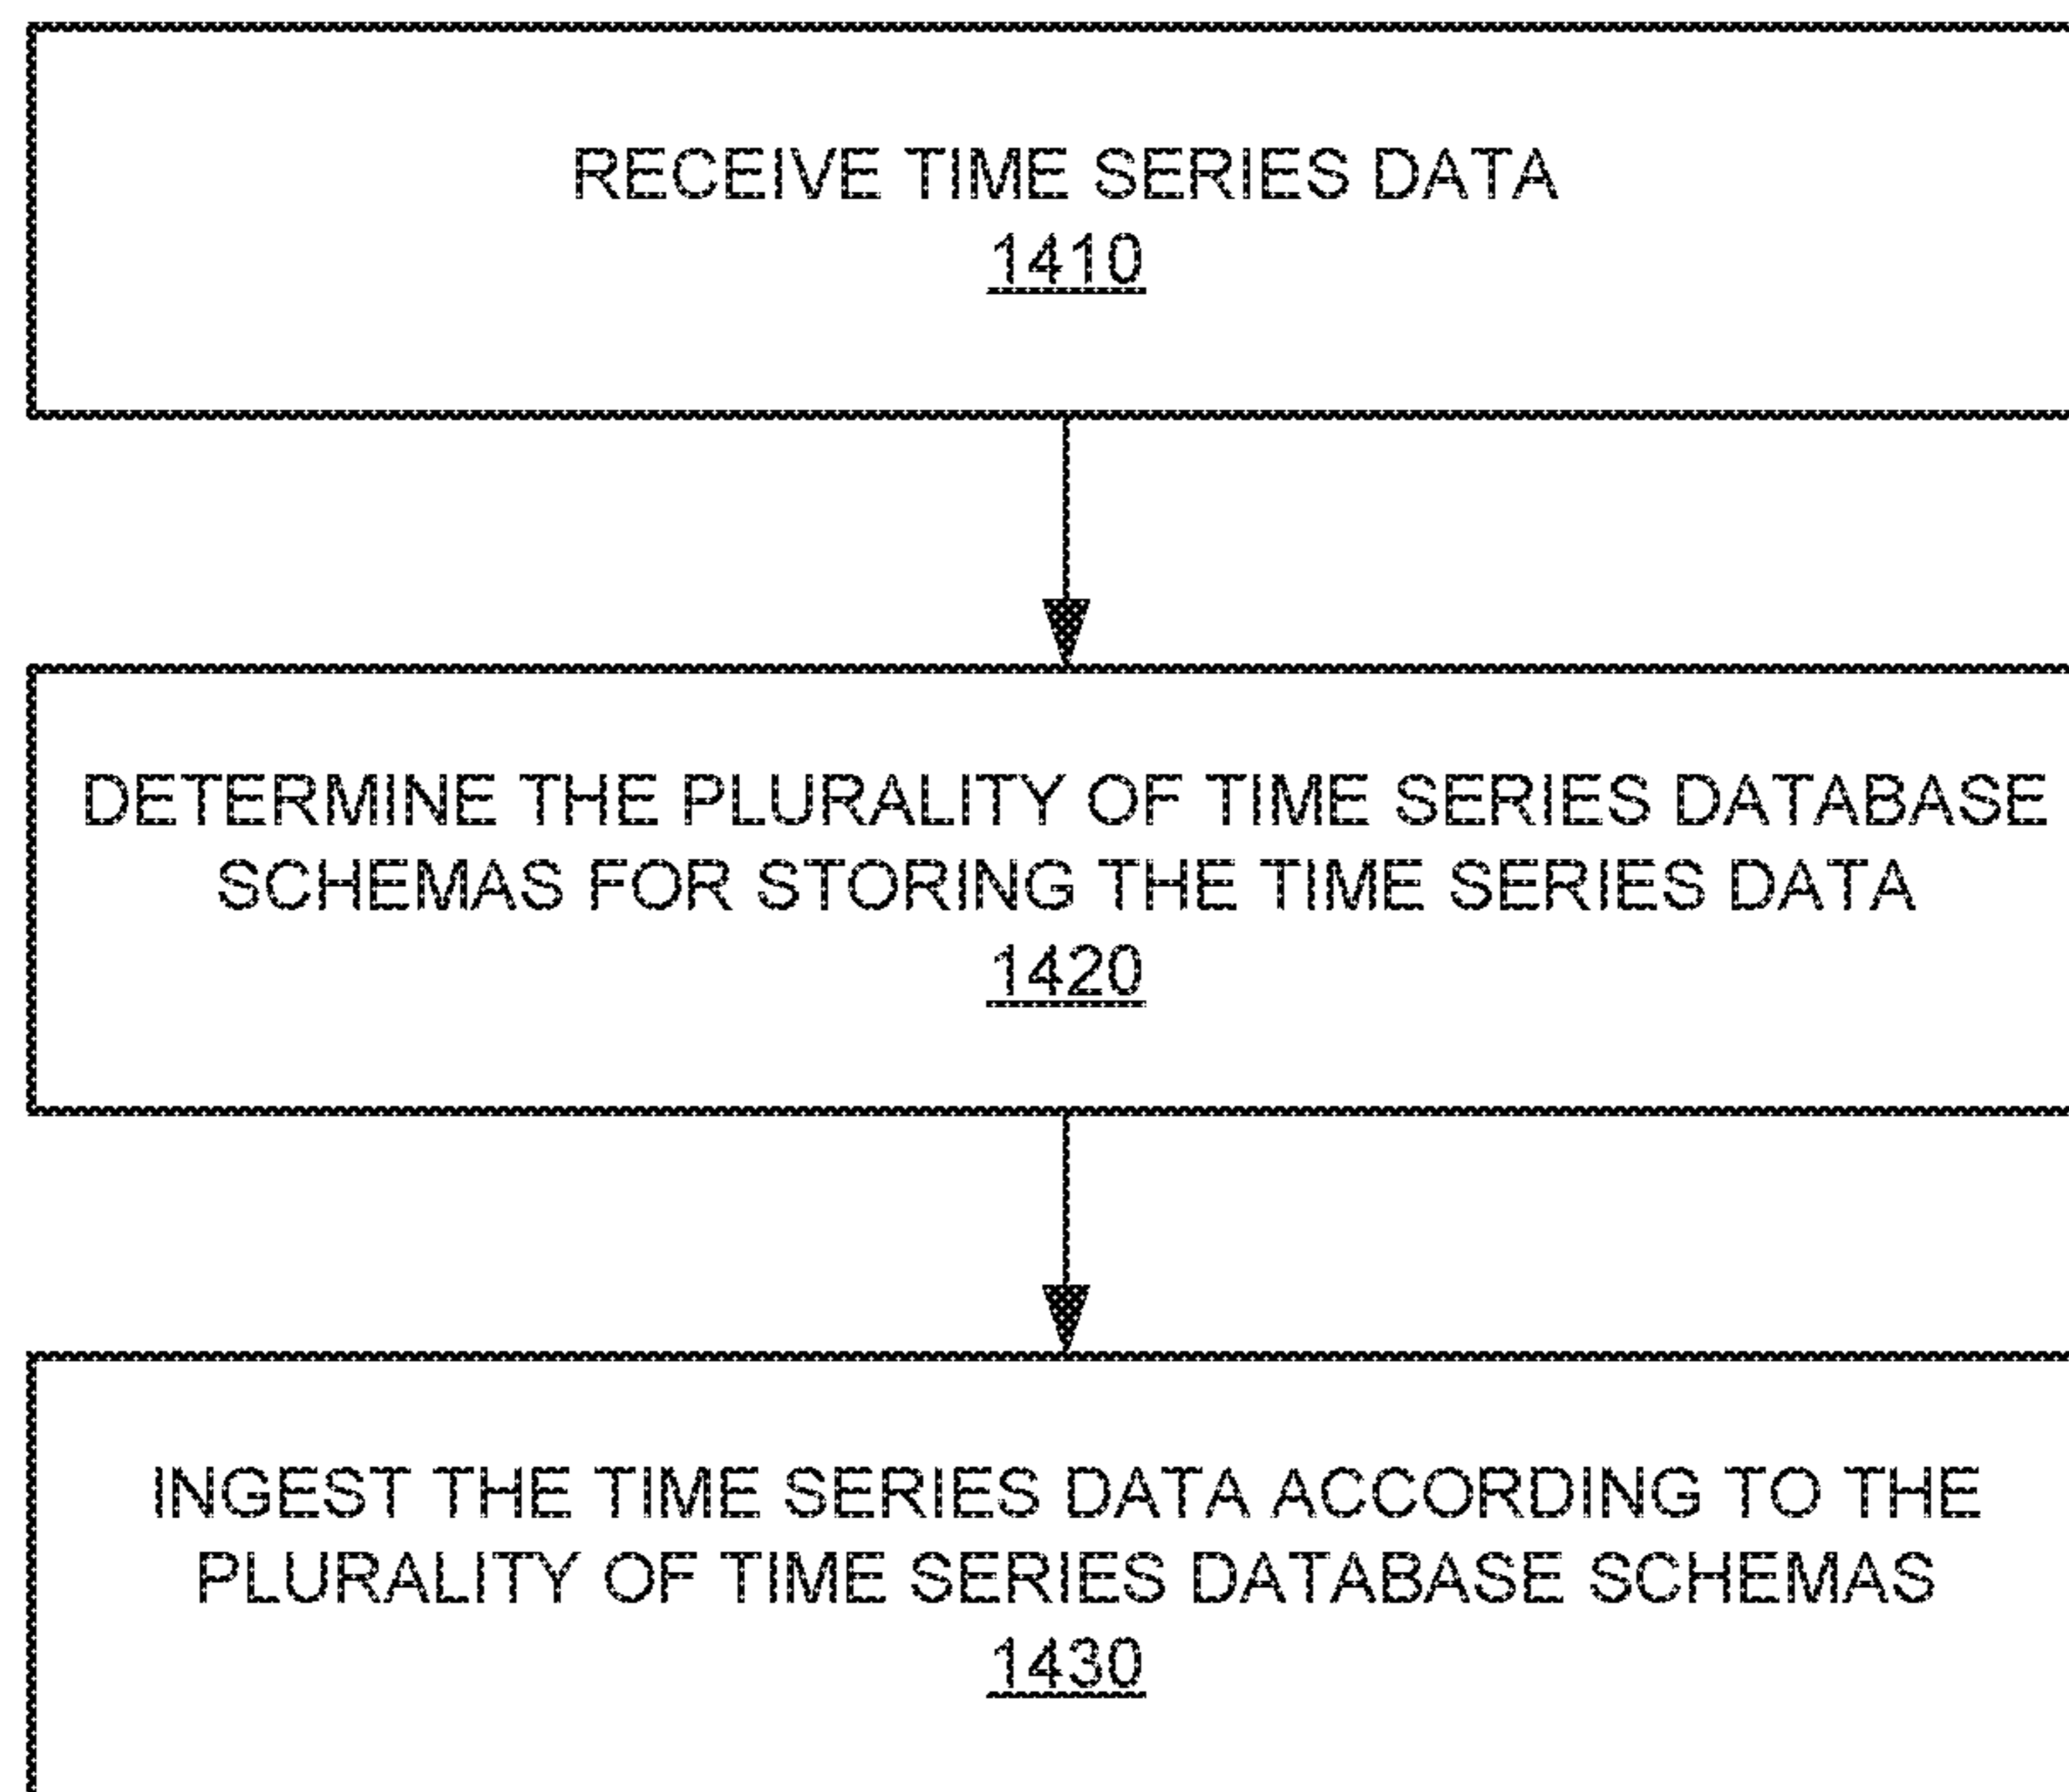 RECEIVE TIME SERIES DATA
1410
DETERMINE THE PLURALITY OF TIME SERIES DATABASE
SCHEMAS FOR STORING THE TIME SERIES DATA
1420
INGEST THE TIME SERIES DATA ACCORDING TO THE
PLURALITY OF TIME SERIES DATABASE SCHEMAS
1430